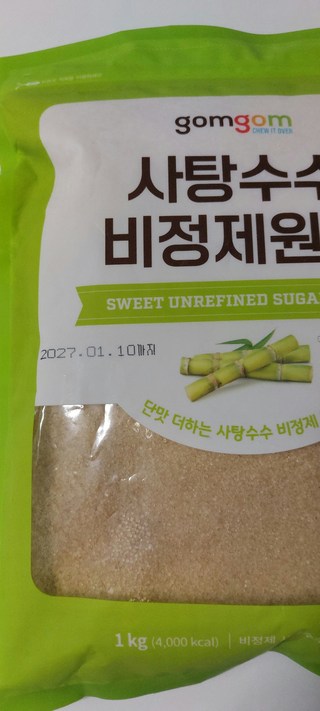 gomgom
CHEW IT OVER
사탕수수
비정제원
SWEET UNREFINED SUGA
2027.01.10까지
단맛 더하는 사탕수수 비정제
1 kg (4,000 kcal) | 비정제